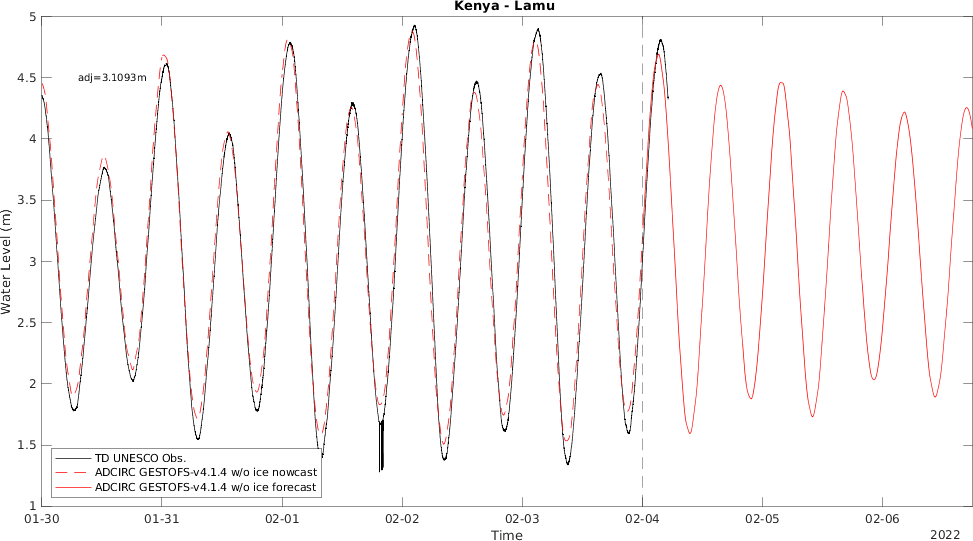 Kenya - Lamu
5
4.5
4
3.5
3
2.5
2
1.5
1
Water Level (m)
adj=3.1093m
TD UNESCO Obs.
ADCIRC GESTOFS-v4.1.4 w/o ice nowcast
ADCIRC GESTOFS-v4.1.4 w/o ice forecast
01-30 01-31 02-01 02-02 02-03 02-04 02-05 02-06
Time
2022